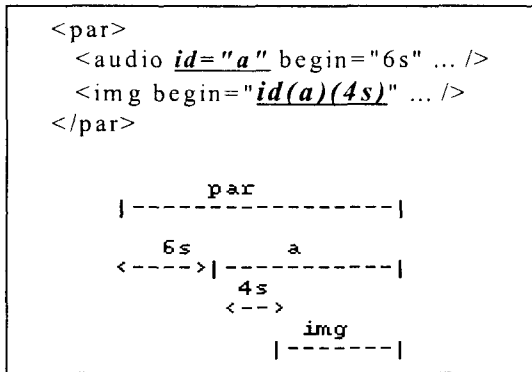 <par>
<audio id="a" begin="6s" ... />
<img begin="id(a)(4s)" ... />
</par>
par
|-----------------|
6s a
<----->|-----------|
4s
<-->
img
|-------|